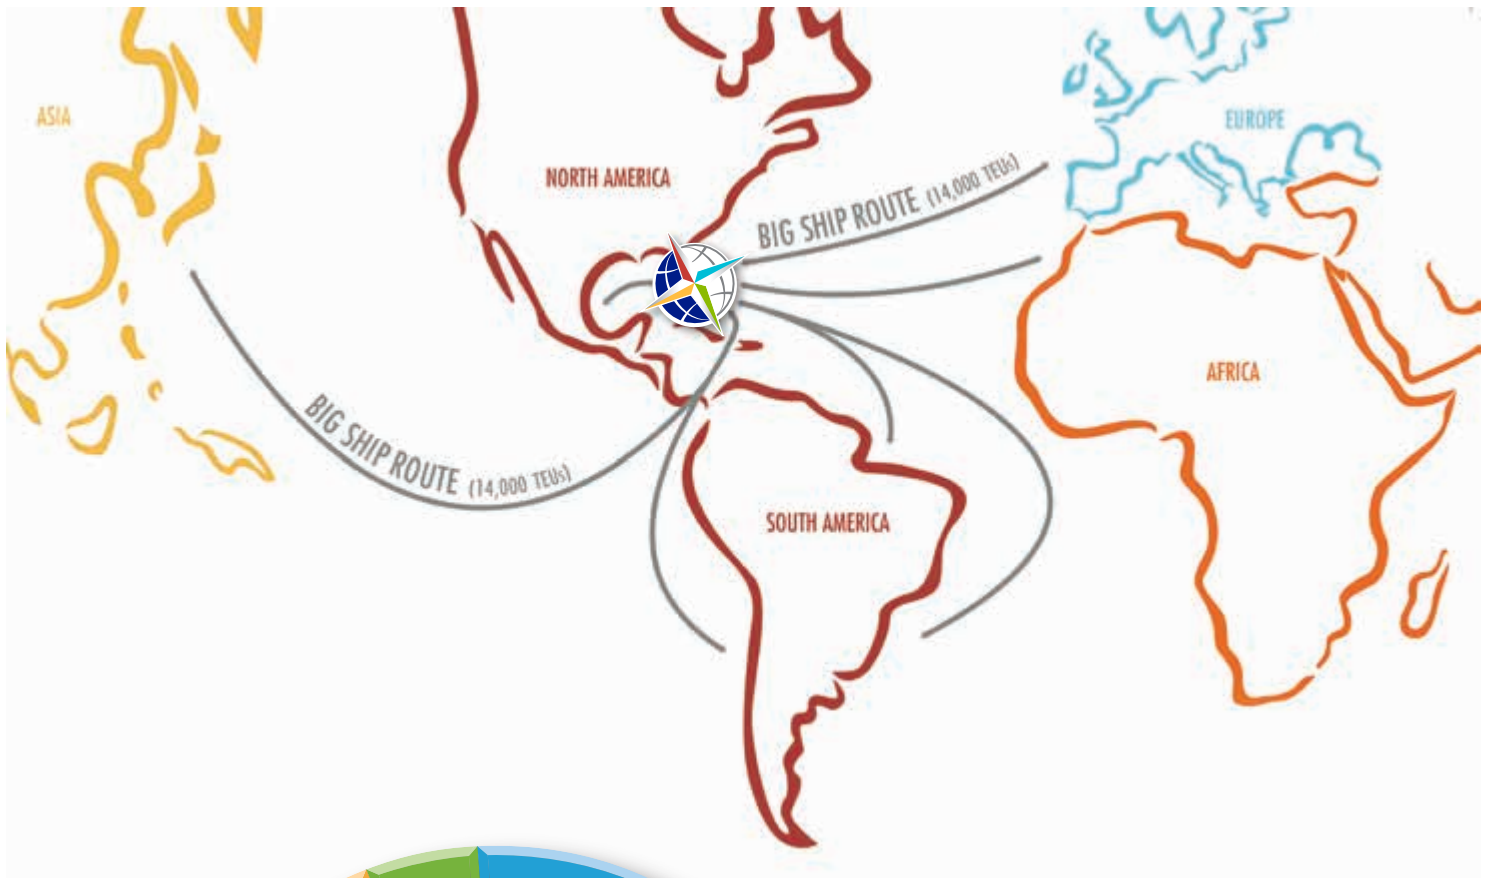 ASIA
EUROPE
NORTH AMERICA
BIG SHIP ROUTE (14,000 TEUs)
AFRICA
BIG SHIP ROUTE (14,000 TEUs)
SOUTH AMERICA